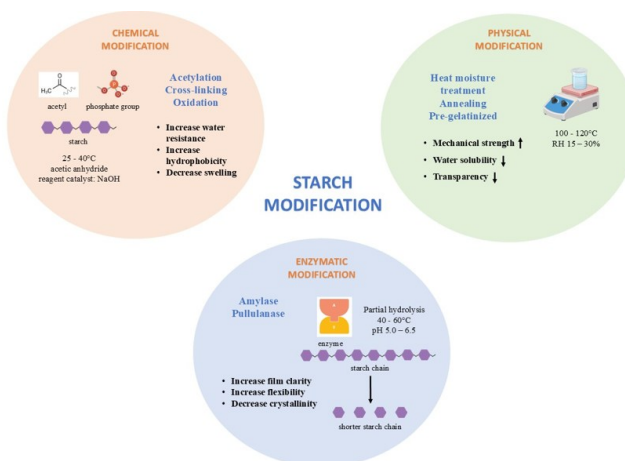 CHEMICAL
MODIFICATION
H₃C
O
acetyl
phosphate group
starch
25 - 40°C
acetic anhydride
reagent catalyst: NaOH
Acetylation
Cross-linking
Oxidation
• Increase water
resistance
• Increase
hydrophobicity
• Decrease swelling
PHYSICAL
MODIFICATION
Heat moisture
treatment
Annealing
Pre-gelatinized
• Mechanical strength ↑
• Water solubility ↓
• Transparency ↓
100 - 120°C
RH 15 – 30%
STARCH
MODIFICATION
ENZYMATIC
MODIFICATION
Amylase
Pullulanase
enzyme
Partial hydrolysis
40 - 60°C
pH 5.0 – 6.5
starch chain
• Increase film clarity
• Increase flexibility
• Decrease crystallinity
shorter starch chain